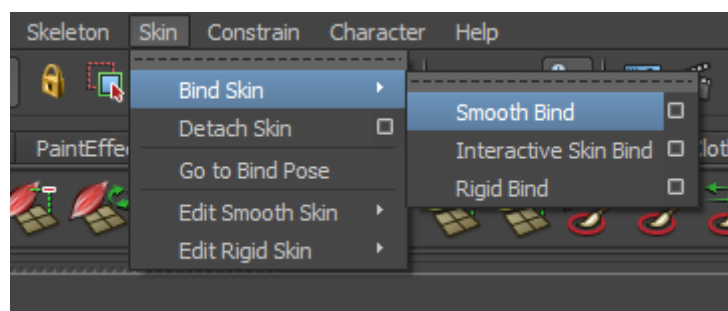 Skeleton Skin Constrain Character Help
Bind Skin
Smooth Bind
Detach Skin
Interactive Skin Bind
PaintEffe
Go to Bind Pose
Rigid Bind
Edit Smooth Skin
Edit Rigid Skin